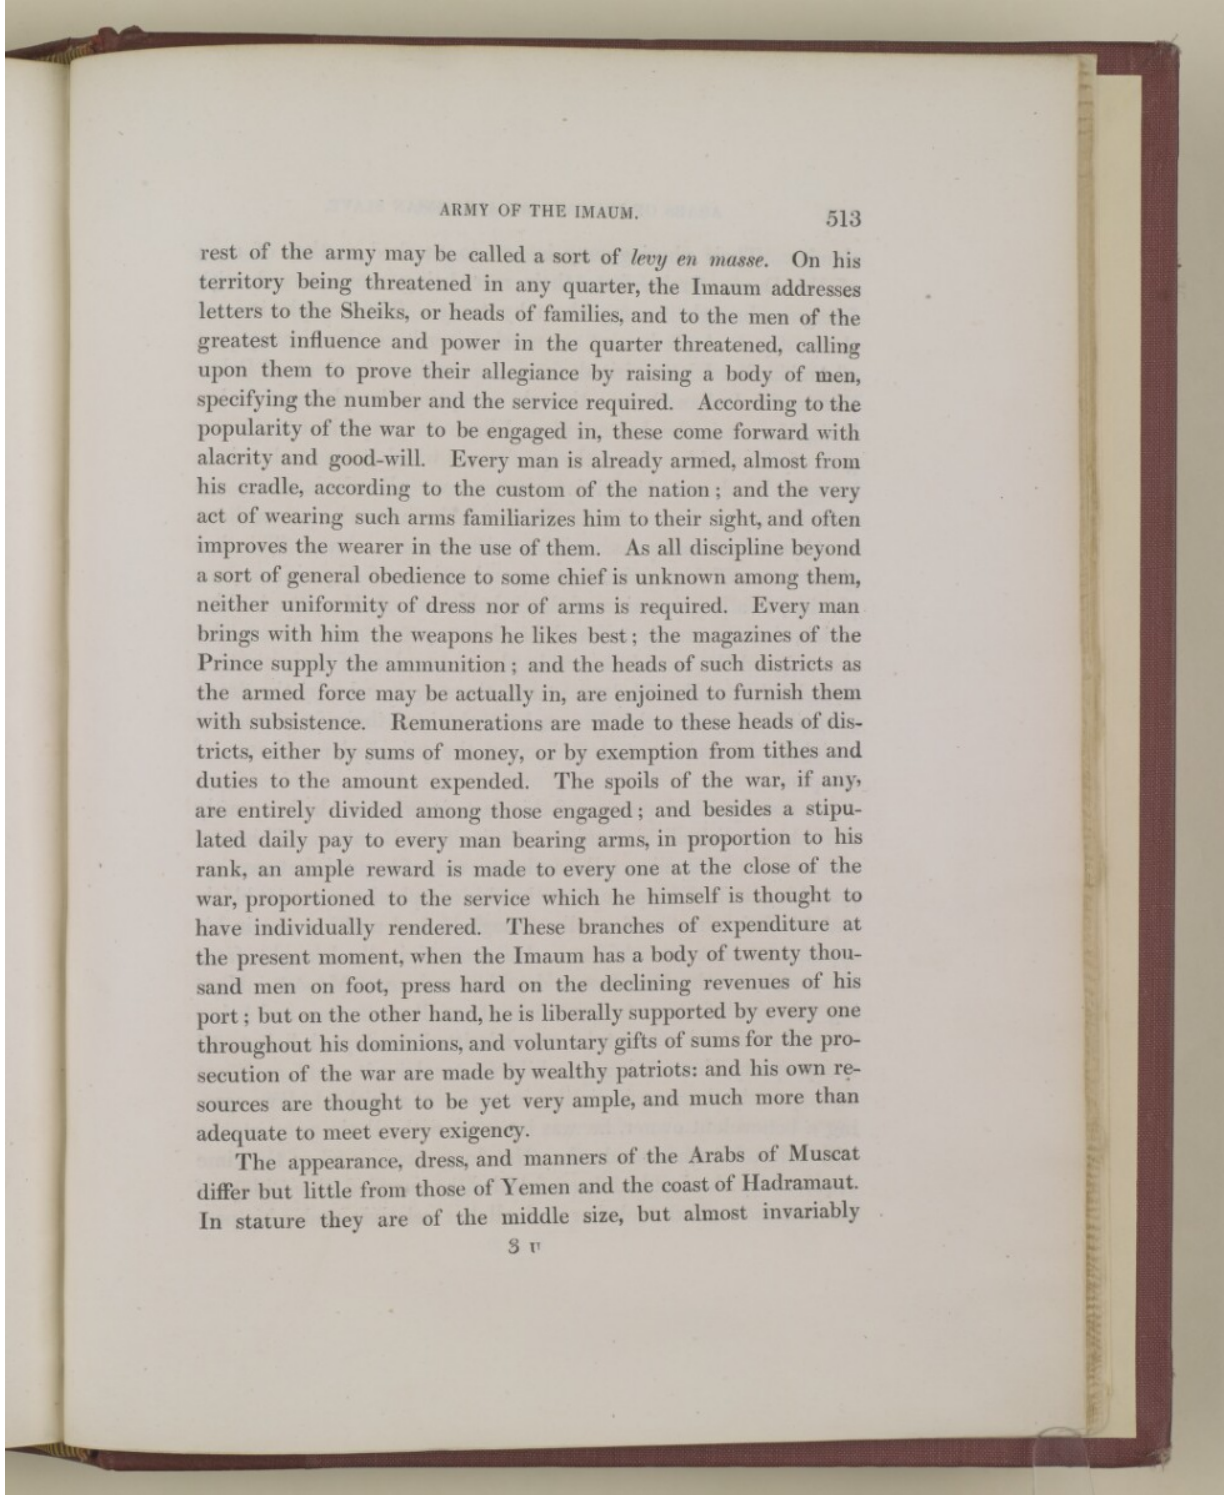 ARMY OF THE IMAUM.
513
rest of the army may be called a sort of levy en masse. On his
territory being threatened in any quarter, the Imaum addresses
letters to the Sheiks, or heads of families, and to the men of the
greatest influence and power in the quarter threatened, calling
upon them to prove their allegiance by raising a body of men,
specifying the number and the service required. According to the
popularity of the war to be engaged in, these come forward with
alacrity and good-will. Every man is already armed, almost from
his cradle, according to the custom of the nation; and the very
act of wearing such arms familiarizes him to their sight, and often
improves the wearer in the use of them. As all discipline beyond
a sort of general obedience to some chief is unknown among them,
neither uniformity of dress nor of arms is required. Every man
brings with him the weapons he likes best; the magazines of the
Prince supply the ammunition; and the heads of such districts as
the armed force may be actually in, are enjoined to furnish them
with subsistence. Remunerations are made to these heads of dis-
tricts, either by sums of money, or by exemption from tithes and
duties to the amount expended. The spoils of the war, if any,
are entirely divided among those engaged; and besides a stipu-
lated daily pay to every man bearing arms, in proportion to his
rank, an ample reward is made to every one at the close of the
war, proportioned to the service which he himself is thought to
have individually rendered. These branches of expenditure at
the present moment, when the Imaum has a body of twenty thou-
sand men on foot, press hard on the declining revenues of his
port; but on the other hand, he is liberally supported by every one
throughout his dominions, and voluntary gifts of sums for the pro-
secution of the war are made by wealthy patriots: and his own re-
sources are thought to be yet very ample, and much more than
adequate to meet every exigency.
The appearance, dress, and manners of the Arabs of Muscat
differ but little from those of Yemen and the coast of Hadramaut.
In stature they are of the middle size, but almost invariably
3 U